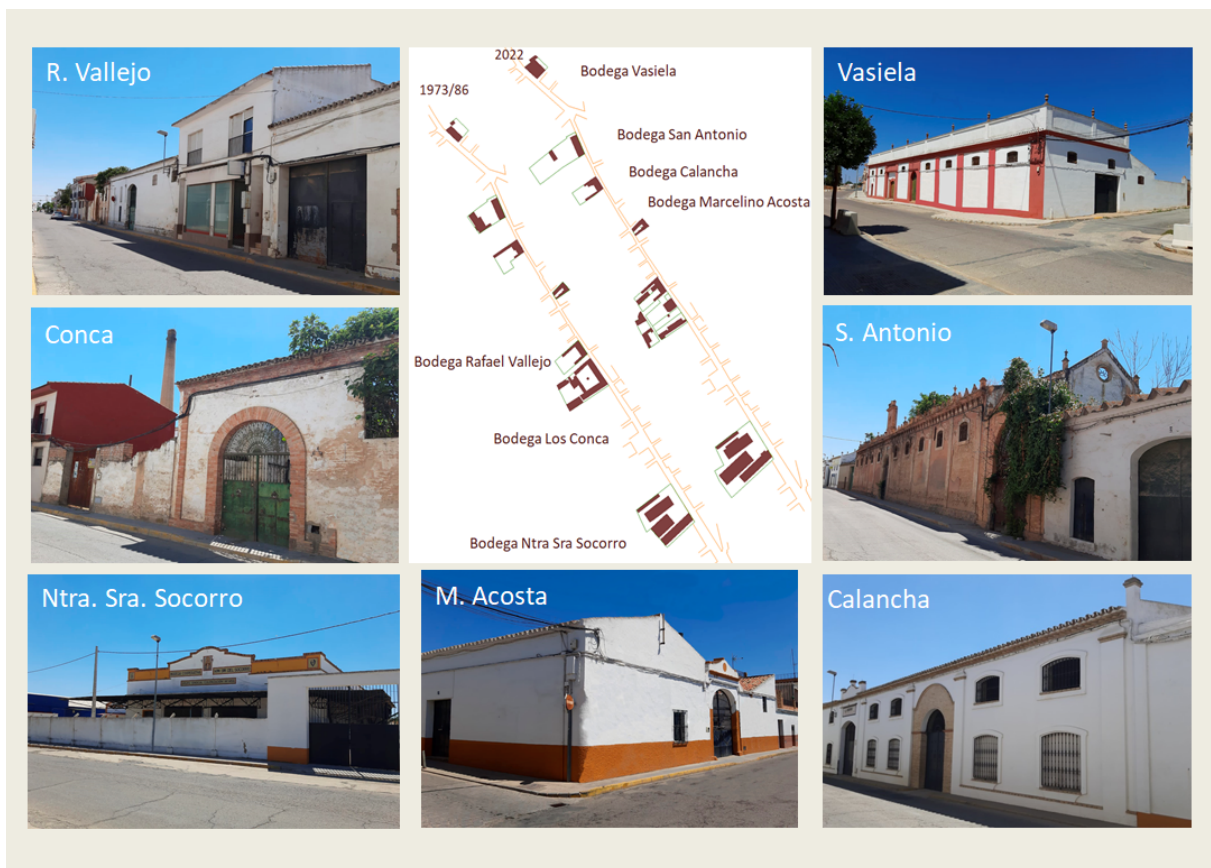 R. Vallejo
2022
1973/86
Bodega Vasiela
Bodega San Antonio
Bodega Calancha
Bodega Marcelino Acosta
Bodega Rafael Vallejo
Bodega Los Conca
Bodega Ntra Sra Socorro
Vasiela
Conca
S. Antonio
Ntra. Sra. Socorro
M. Acosta
Calancha